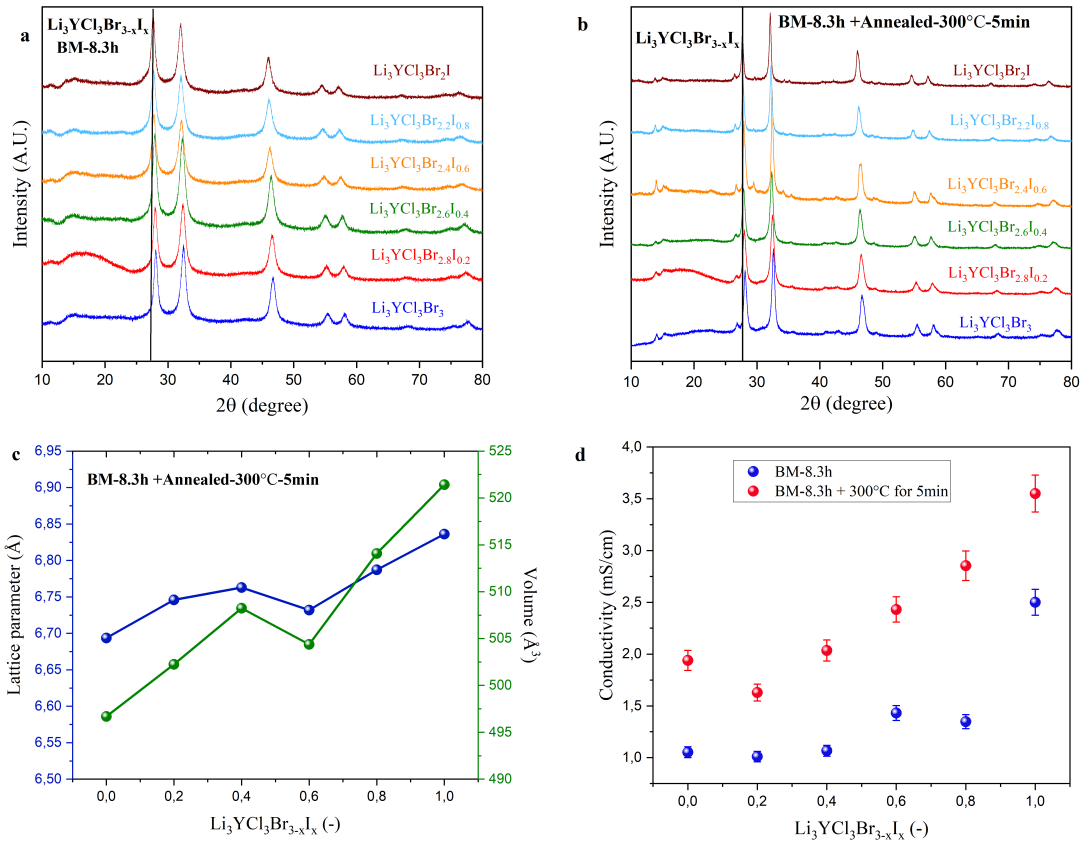 a
Li₃YCl₃Br₃₋ₓIₓ
BM-8.3h
Li₃YCl₃Br₂I
Li₃YCl₃Br₂.₂I₀.₈
Li₃YCl₃Br₂.₄I₀.₆
Li₃YCl₃Br₂.₆I₀.₄
Li₃YCl₃Br₂.₈I₀.₂
Li₃YCl₃Br₃
Intensity (A.U.)
10 20 30 40 50 60 70 80
2θ (degree)
b
BM-8.3h +Annealed-300°C-5min
Li₃YCl₃Br₃₋ₓIₓ
Li₃YCl₃Br₂I
Li₃YCl₃Br₂.₂I₀.₈
Li₃YCl₃Br₂.₄I₀.₆
Li₃YCl₃Br₂.₆I₀.₄
Li₃YCl₃Br₂.₈I₀.₂
Li₃YCl₃Br₃
Intensity (A.U.)
10 20 30 40 50 60 70 80
2θ (degree)
c
BM-8.3h +Annealed-300°C-5min
Lattice parameter (Å)
6,95
6,90
6,85
6,80
6,75
6,70
6,65
6,60
6,55
6,50
Volume (Å³)
525
520
515
510
505
500
495
490
0,0 0,2 0,4 0,6 0,8 1,0
Li₃YCl₃Br₃₋ₓIₓ (-)
d
BM-8.3h
BM-8.3h + 300°C for 5min
Conductivity (mS/cm)
4,0
3,5
3,0
2,5
2,0
1,5
1,0
0,0 0,2 0,4 0,6 0,8 1,0
Li₃YCl₃Br₃₋ₓIₓ (-)